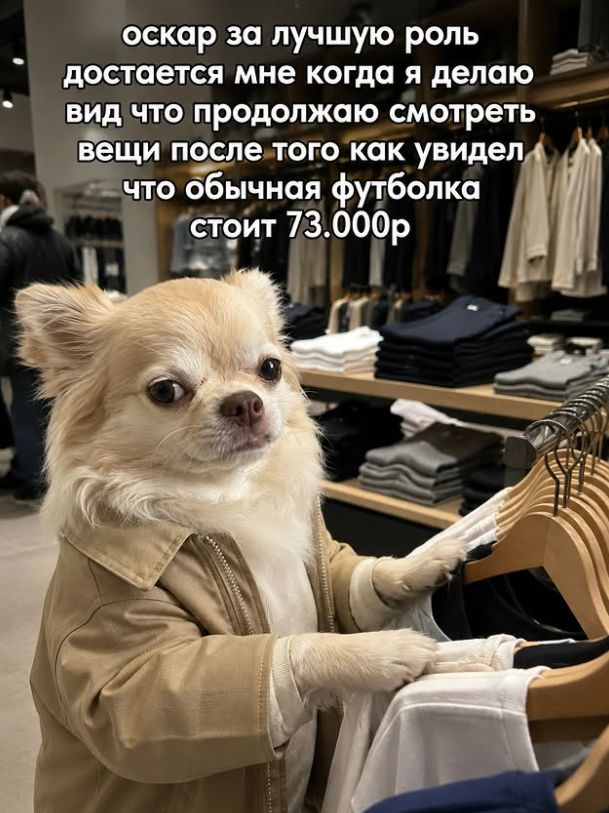 оскар за лучшую роль
достается мне когда я делаю
вид что продолжаю смотреть
вещи после того как увидел
что обычная футболка
стоит 73.000р